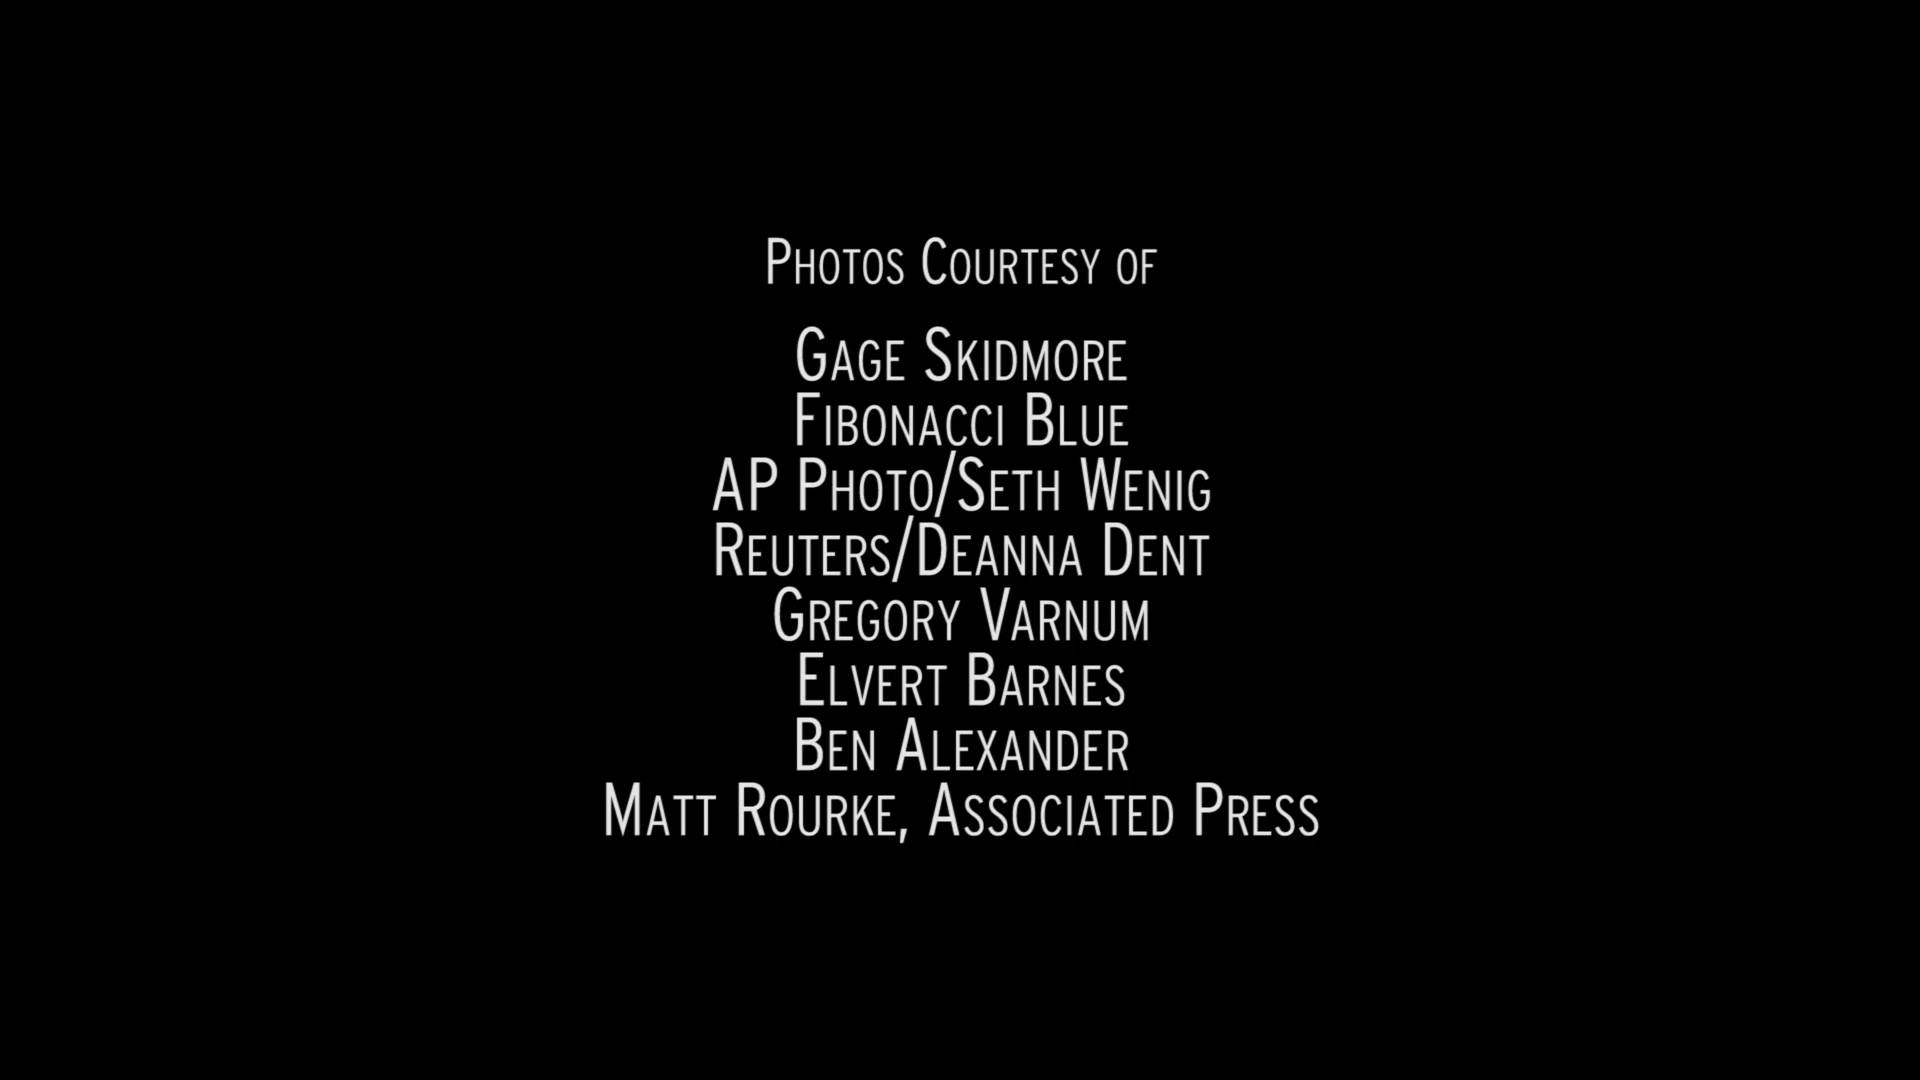 Photos Courtesy of
Gage Skidmore
Fibonacci Blue
AP Photo/Seth Wenig
Reuters/Deanna Dent
Gregory Varnum
Elvert Barnes
Ben Alexander
Matt Rourke, Associated Press